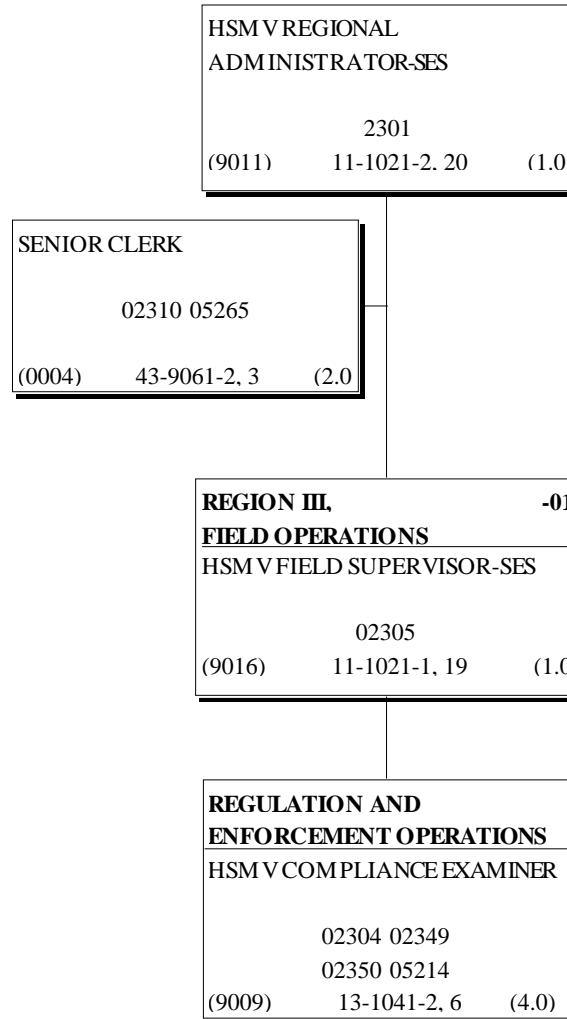 HSMV REGIONAL
ADMINISTRATOR-SES
2301
(9011) 11-1021-2, 20 (1.0
SENIOR CLERK
02310 05265
(0004) 43-9061-2, 3 (2.0
REGION III, -01
FIELD OPERATIONS
HSMV FIELD SUPERVISOR-SES
02305
(9016) 11-1021-1, 19 (1.0
REGULATION AND
ENFORCEMENT OPERATIONS
HSMV COMPLIANCE EXAMINER
02304 02349
02350 05214
(9009) 13-1041-2, 6 (4.0)